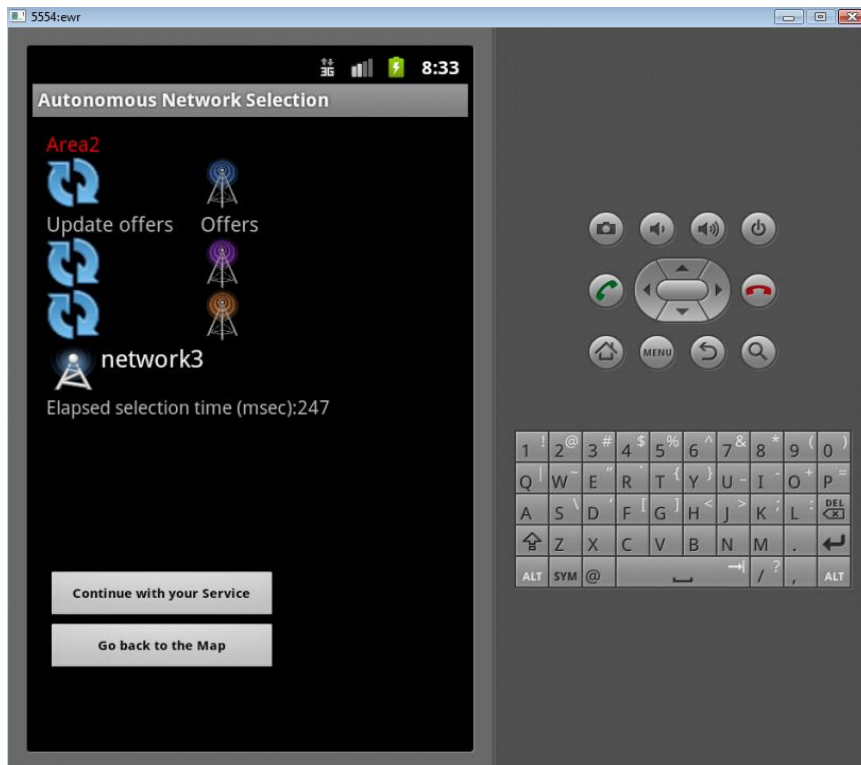 5554:ewr
3G 8:33
Autonomous Network Selection
Area2
Update offers Offers
network3
Elapsed selection time (msec):247
Continue with your Service
Go back to the Map
MENU
1 ! 2 @ 3 # 4 $ 5 % 6 ^ 7 & 8 * 9 ( 0 )
Q | W ~ E " R ` T { Y } U _ I - O + P =
A S \ D ' F [ G ] H < J > K ; L : DEL
Z X C V B N M .
ALT SYM @ / ? , ALT